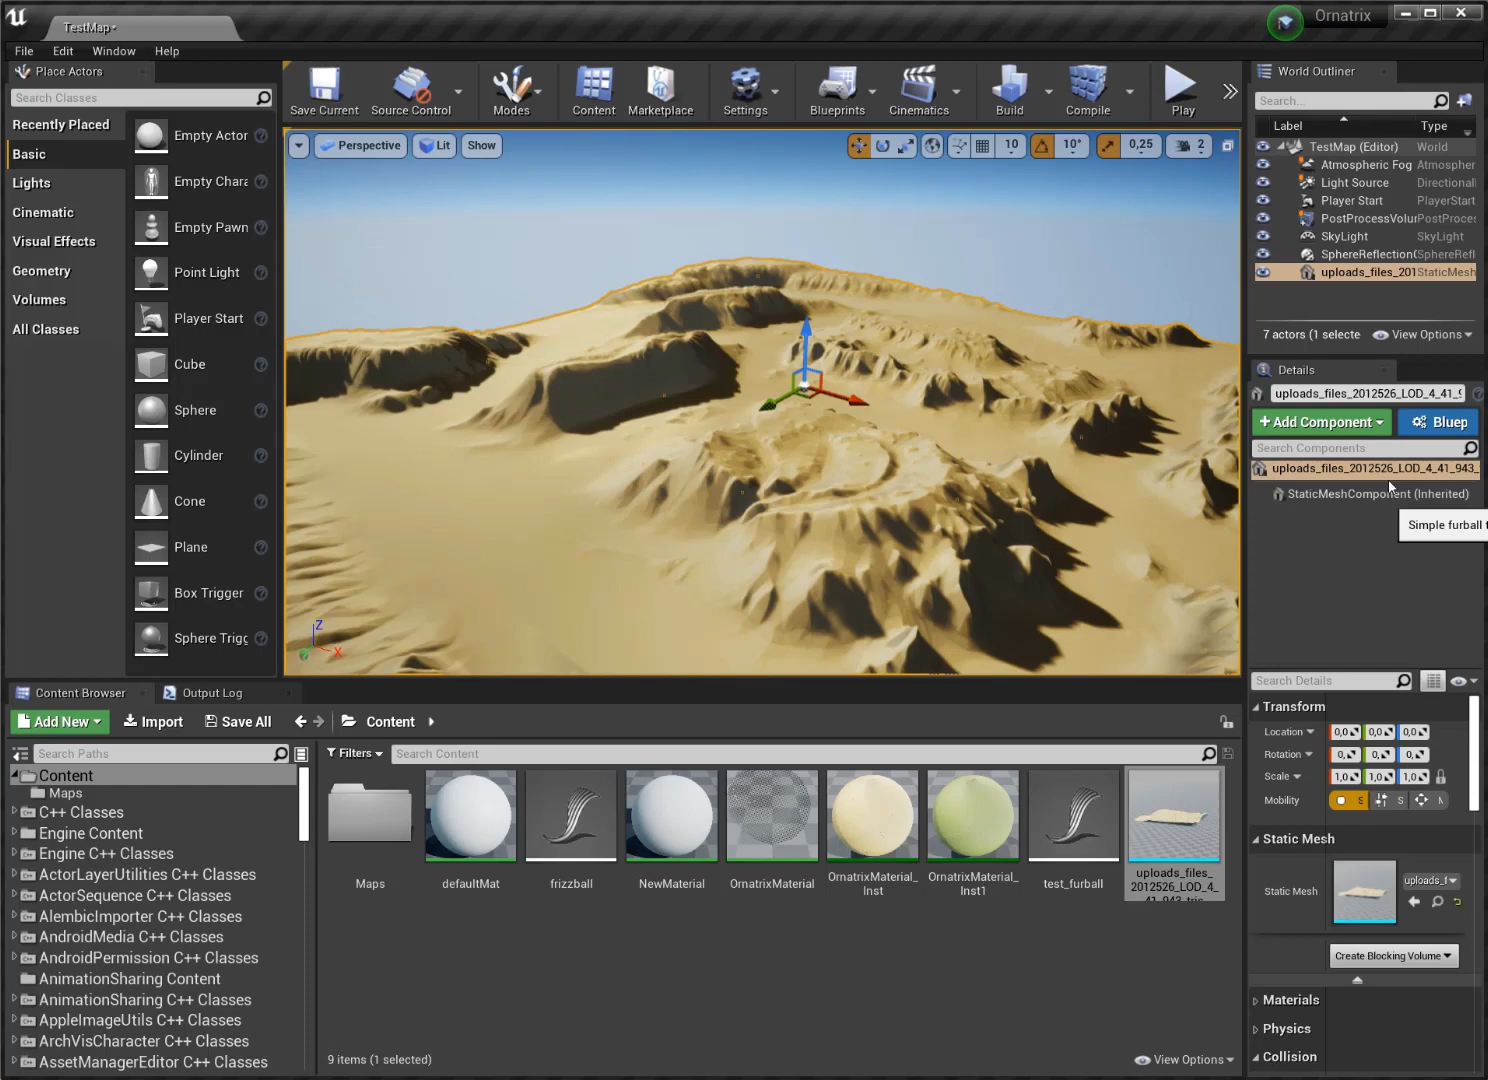 TestMap*
Ornatrix
File Edit Window Help
Place Actors
Search Classes
Recently Placed
Basic
Lights
Cinematic
Visual Effects
Geometry
Volumes
All Classes
Empty Actor
Empty Chara
Empty Pawn
Point Light
Player Start
Cube
Sphere
Cylinder
Cone
Plane
Box Trigger
Sphere Trigg
Save Current Source Control Modes Content Marketplace Settings Blueprints Cinematics Build Compile Play
Perspective Lit Show 10 10° 0,25 2
Z
X
World Outliner
Search...
Label Type
TestMap (Editor) World
Atmospheric Fog Atmospher
Light Source Directional
Player Start PlayerStart
PostProcessVolur PostProces
SkyLight SkyLight
SphereReflection( SphereRefl
uploads_files_201 StaticMesh
7 actors (1 selecte View Options
Details
uploads_files_2012526_LOD_4_41_9
+Add Component Bluep
Search Components
uploads_files_2012526_LOD_4_41_943_
StaticMeshComponent (Inherited)
Simple furball t
Search Details
Transform
Location 0,0 0,0 0,0
Rotation 0, 0, 0,
Scale 1,0 1,0 1,0
Mobility S S M
Static Mesh
Static Mesh uploads_f
Create Blocking Volume
Materials
Physics
Collision
Content Browser Output Log
Add New Import Save All Content
Search Paths
Filters Search Content
Content
Maps
C++ Classes
Engine Content
Engine C++ Classes
ActorLayerUtilities C++ Classes
ActorSequence C++ Classes
AlembicImporter C++ Classes
AndroidMedia C++ Classes
AndroidPermission C++ Classes
AnimationSharing Content
AnimationSharing C++ Classes
AppleImageUtils C++ Classes
ArchVisCharacter C++ Classes
AssetManagerEditor C++ Classes
Maps
defaultMat
frizzball
NewMaterial
OrnatrixMaterial
OrnatrixMaterial_
Inst
OrnatrixMaterial_
Inst1
test_furball
uploads_files_
2012526_LOD_4_
41_943_tris
9 items (1 selected) View Options